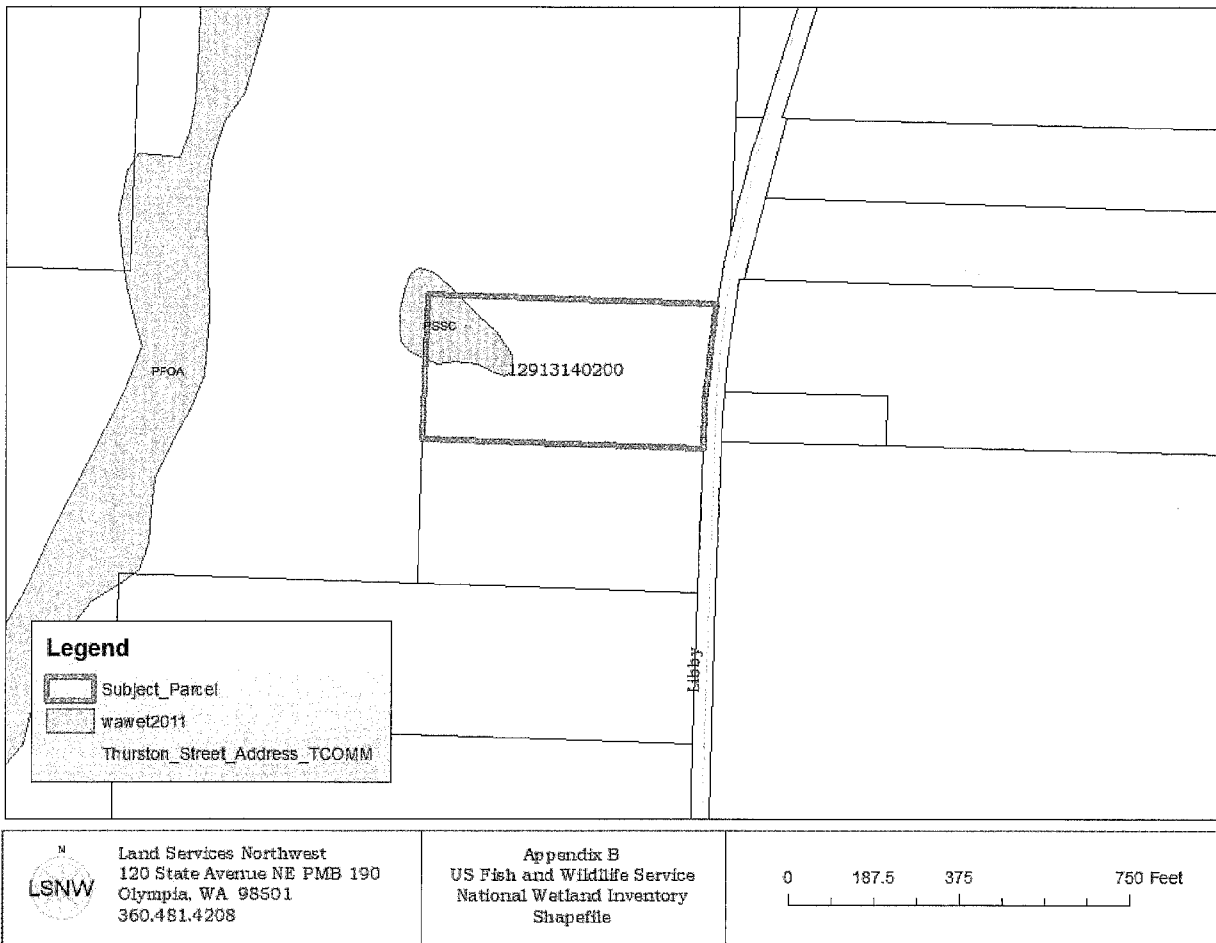 PSSC
12913140200
PFOA
Libby
Legend
Subject_Parcel
wawet2011
Thurston_Street_Address_TCOMM
N
LSNW
Land Services Northwest
120 State Avenue NE PMB 190
Olympia, WA 98501
360.481.4208
Appendix B
US Fish and Wildlife Service
National Wetland Inventory
Shapefile
0 187.5 375 750 Feet